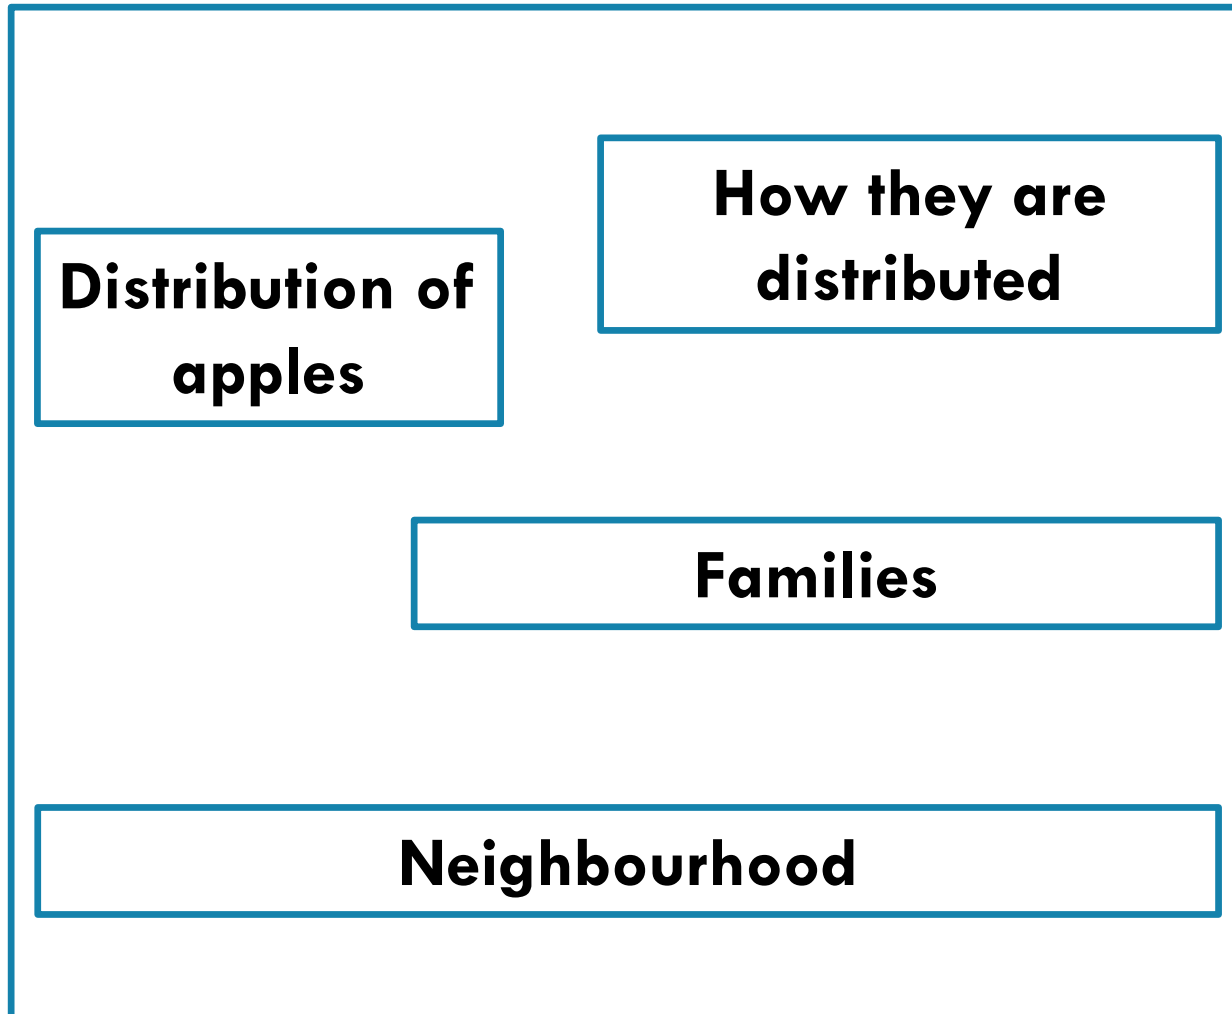 How they are
distributed
Distribution of
apples
Families
Neighbourhood